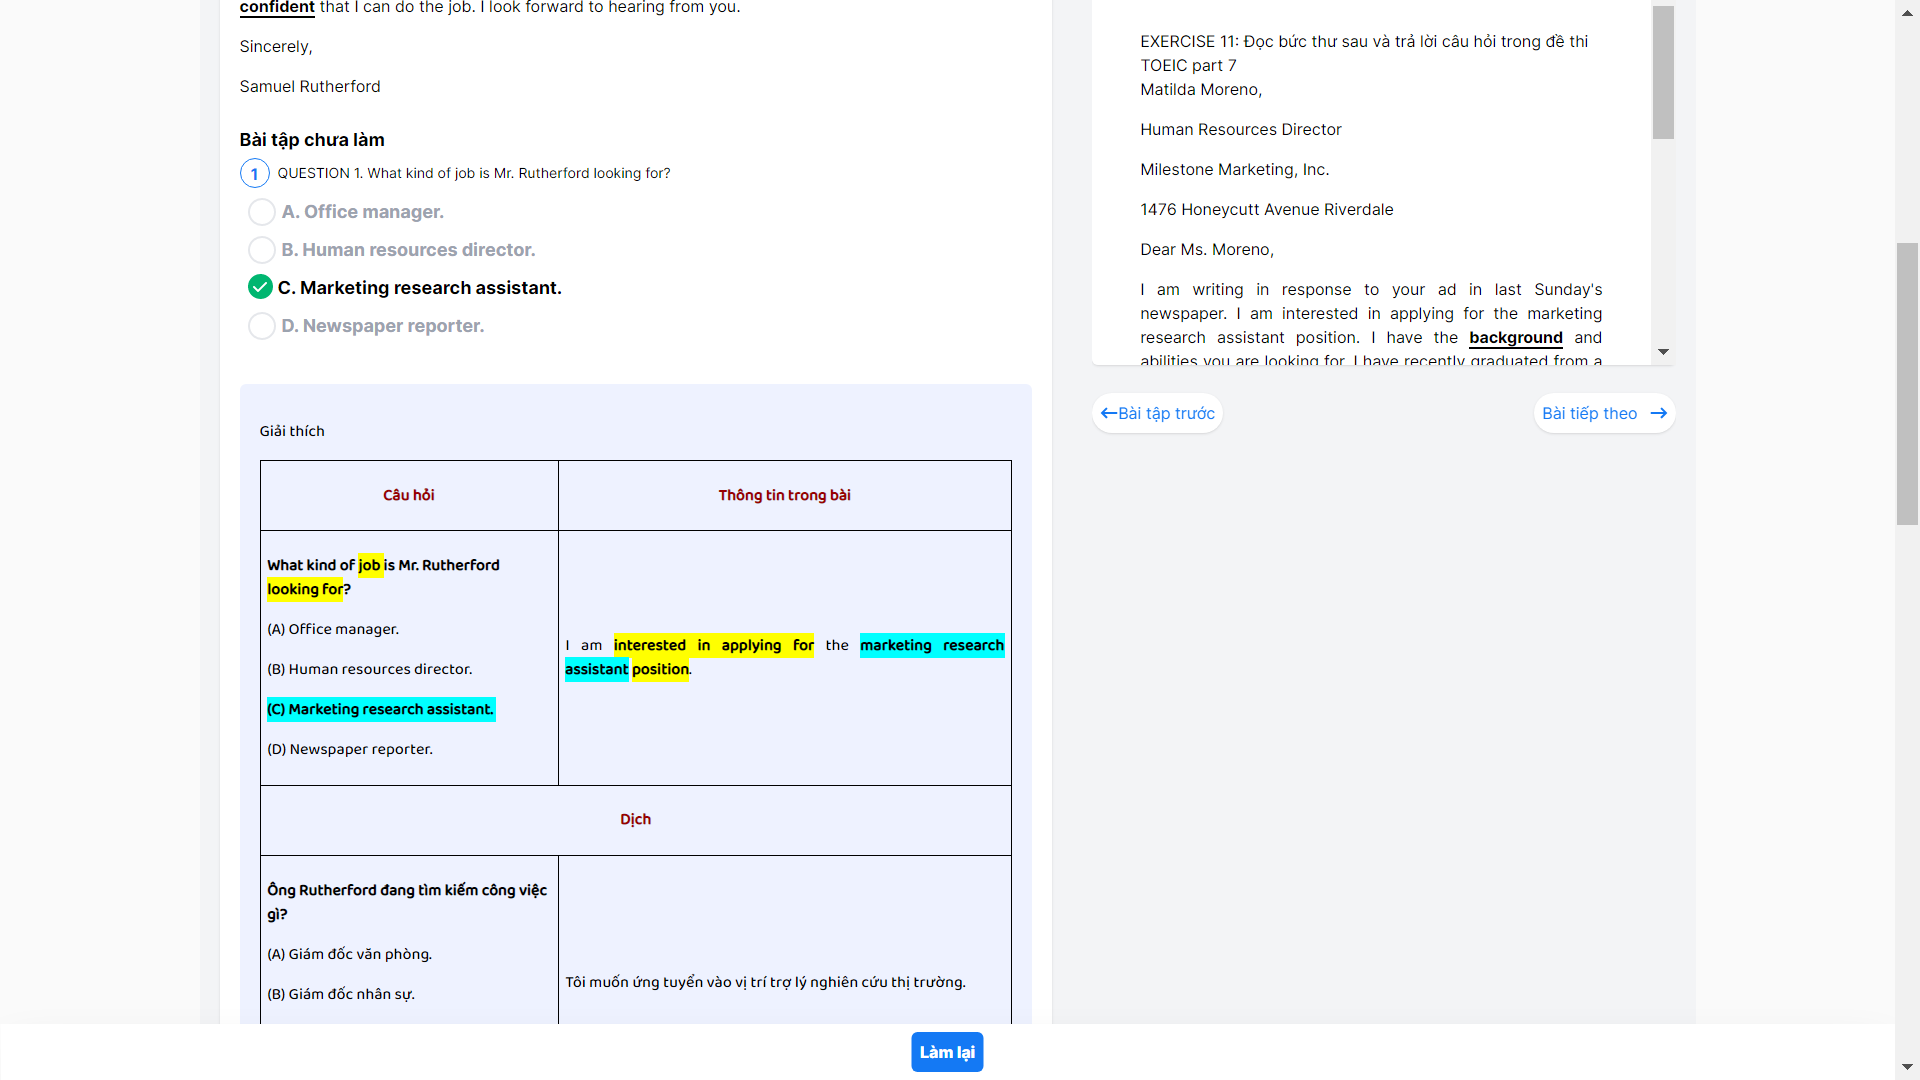 confident that I can do the job. I look forward to hearing from you.
Sincerely,
Samuel Rutherford
Bài tập chưa làm
1 QUESTION 1. What kind of job is Mr. Rutherford looking for?
A. Office manager.
B. Human resources director.
C. Marketing research assistant.
D. Newspaper reporter.
Giải thích
Câu hỏi
Thông tin trong bài
What kind of job is Mr. Rutherford
looking for?
(A) Office manager.
(B) Human resources director.
(C) Marketing research assistant.
(D) Newspaper reporter.
I am interested in applying for the marketing research
assistant position.
Dịch
Ông Rutherford đang tìm kiếm công việc
gì?
(A) Giám đốc văn phòng.
(B) Giám đốc nhân sự.
Tôi muốn ứng tuyển vào vị trí trợ lý nghiên cứu thị trường.
EXERCISE 11: Đọc bức thư sau và trả lời câu hỏi trong đề thi
TOEIC part 7
Matilda Moreno,
Human Resources Director
Milestone Marketing, Inc.
1476 Honeycutt Avenue Riverdale
Dear Ms. Moreno,
I am writing in response to your ad in last Sunday's
newspaper. I am interested in applying for the marketing
research assistant position. I have the background and
abilities you are looking for. I have recently graduated from a
Bài tập trước
Bài tiếp theo
Làm lại